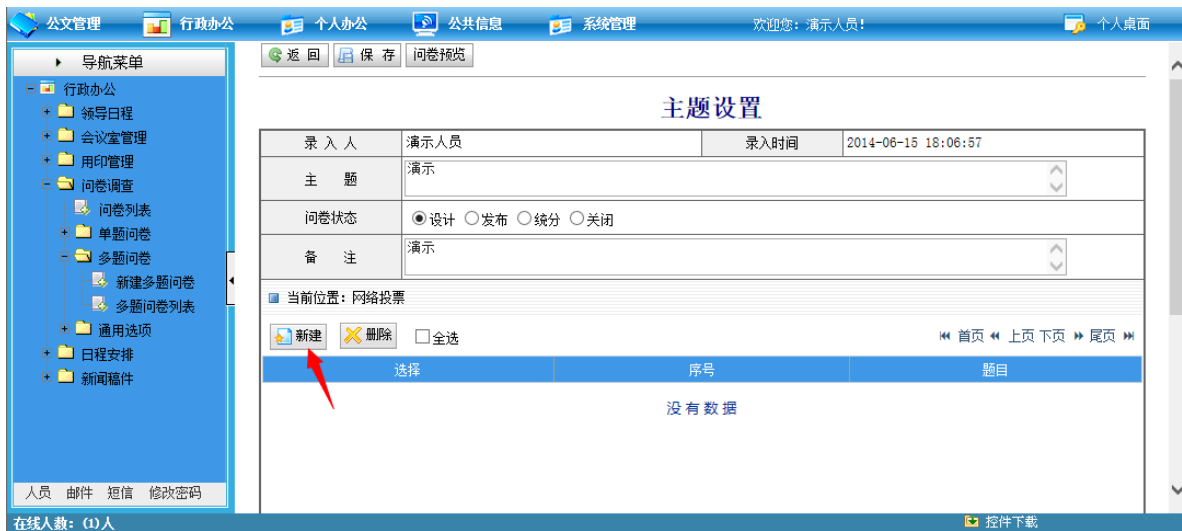 公文管理 行政办公 个人办公 公共信息 系统管理 欢迎您: 演示人员! 个人桌面
导航菜单
行政办公
领导日程
会议室管理
用印管理
问卷调查
问卷列表
单题问卷
多题问卷
新建多题问卷
多题问卷列表
通用选项
日程安排
新闻稿件
人员 邮件 短信 修改密码
返 回 保 存 问卷预览
主题设置
录 入 人 演示人员 录入时间 2014-06-15 18:06:57
主 题 演示
问卷状态 设计 发布 统分 关闭
备 注 演示
当前位置: 网络投票
新建 删除 全选 首页 上页 下页 尾页
选择 序号 题目
没 有 数 据
在线人数: (1)人 控件下载